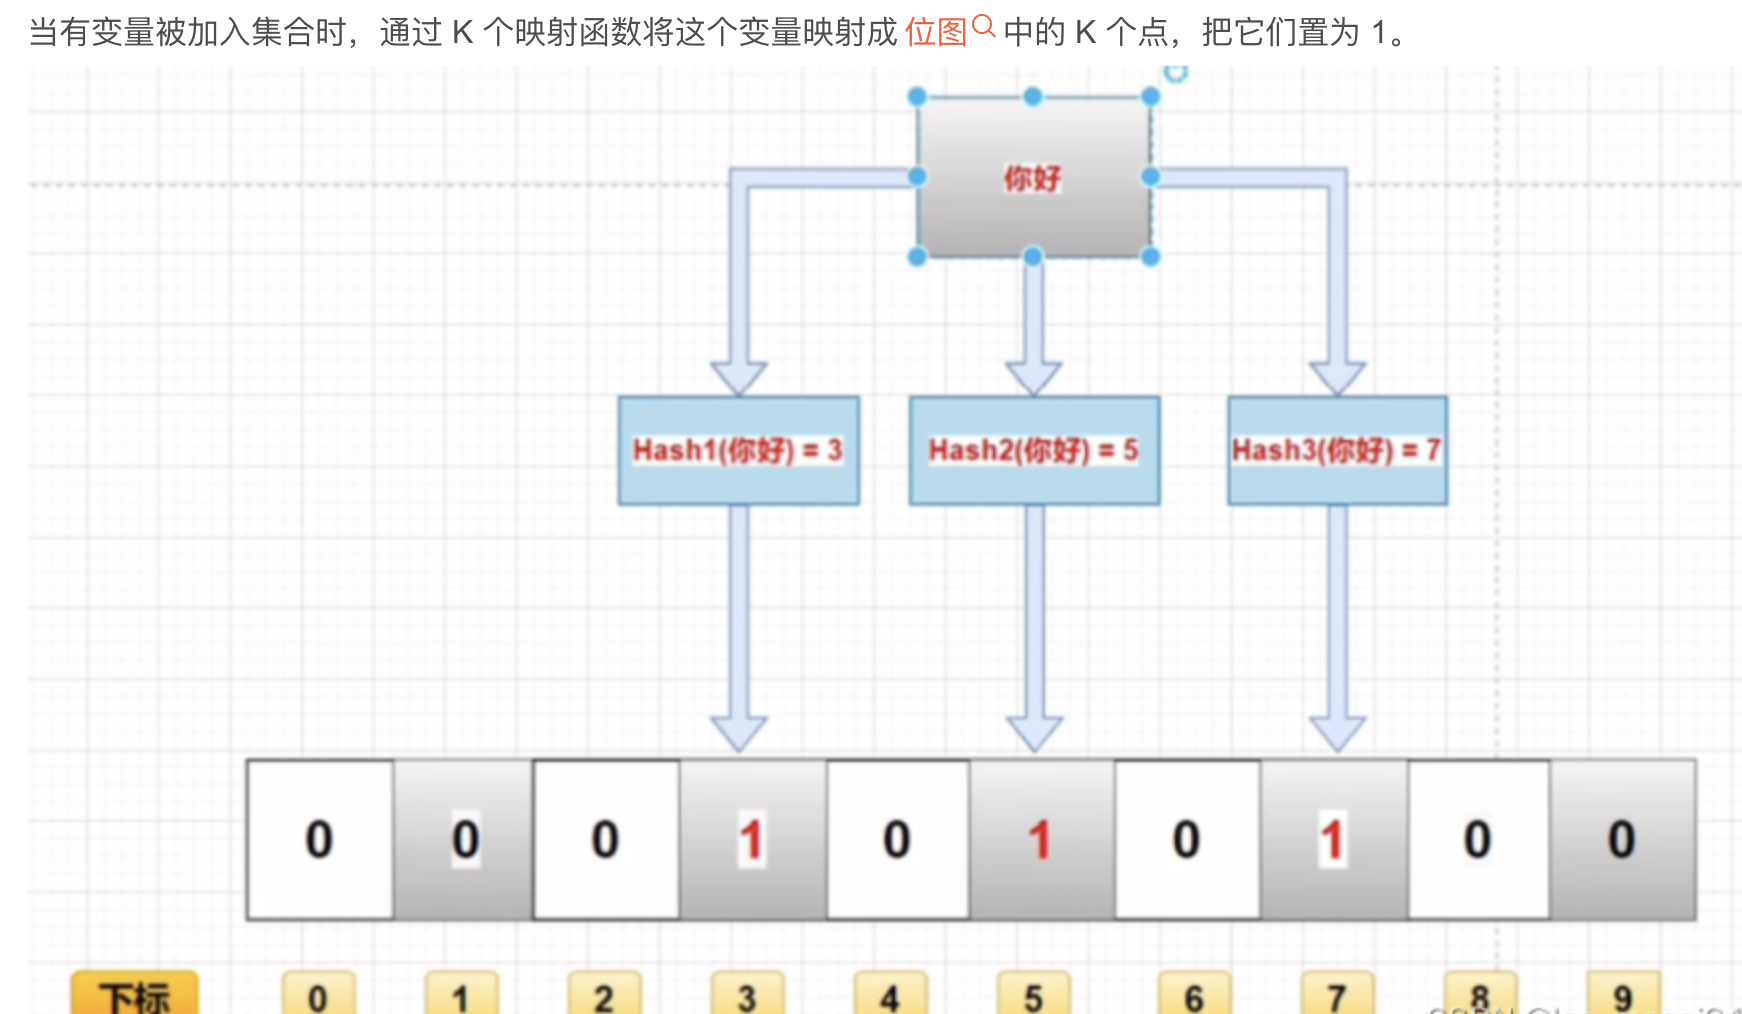 当有变量被加入集合时，通过 K 个映射函数将这个变量映射成 位图 中的 K 个点，把它们置为 1。
你好
Hash1(你好) = 3 Hash2(你好) = 5 Hash3(你好) = 7
0 0 0 1 0 1 0 1 0 0
下标 0 1 2 3 4 5 6 7 8 9